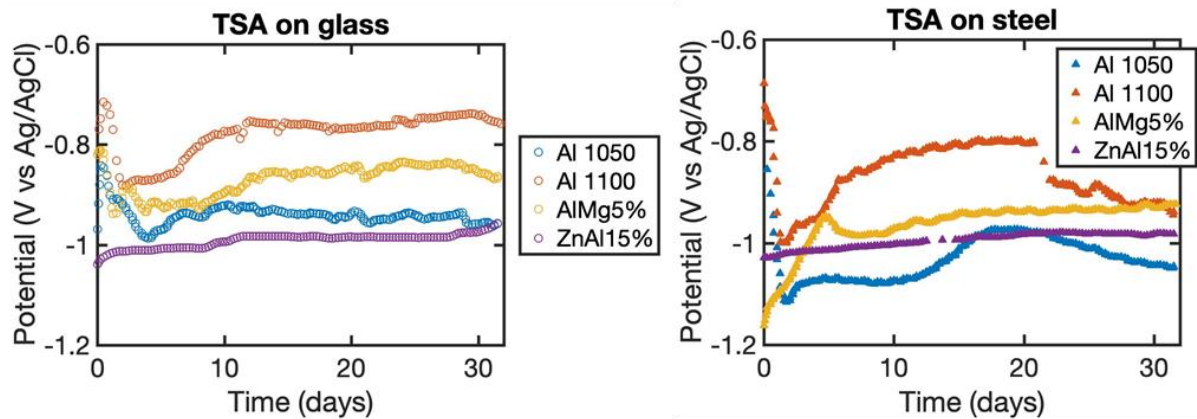 TSA on glass
Potential (V vs Ag/AgCl)
-0.6
-0.8
-1
-1.2
0
10
20
30
Time (days)
Al 1050
Al 1100
AlMg5%
ZnAl15%
TSA on steel
Potential (V vs Ag/AgCl)
-0.6
-0.8
-1
-1.2
0
10
20
30
Time (days)
Al 1050
Al 1100
AlMg5%
ZnAl15%